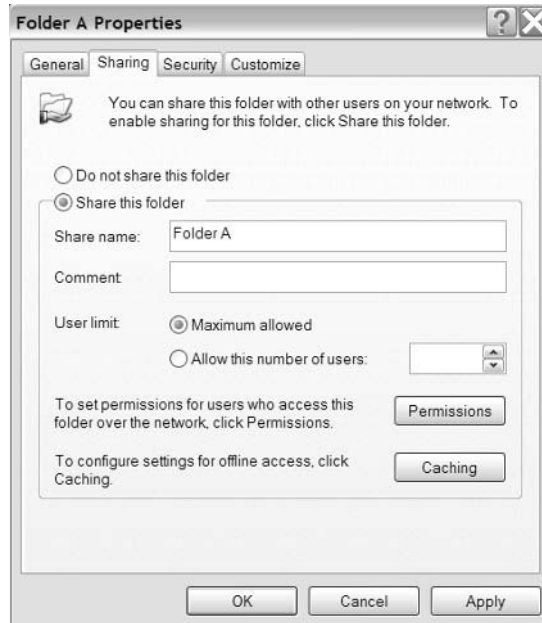 Folder A Properties
General Sharing Security Customize
You can share this folder with other users on your network. To
enable sharing for this folder, click Share this folder.
Do not share this folder
Share this folder
Share name: Folder A
Comment:
User limit: Maximum allowed
Allow this number of users:
To set permissions for users who access this
folder over the network, click Permissions.
Permissions
To configure settings for offline access, click
Caching.
Caching
OK Cancel Apply